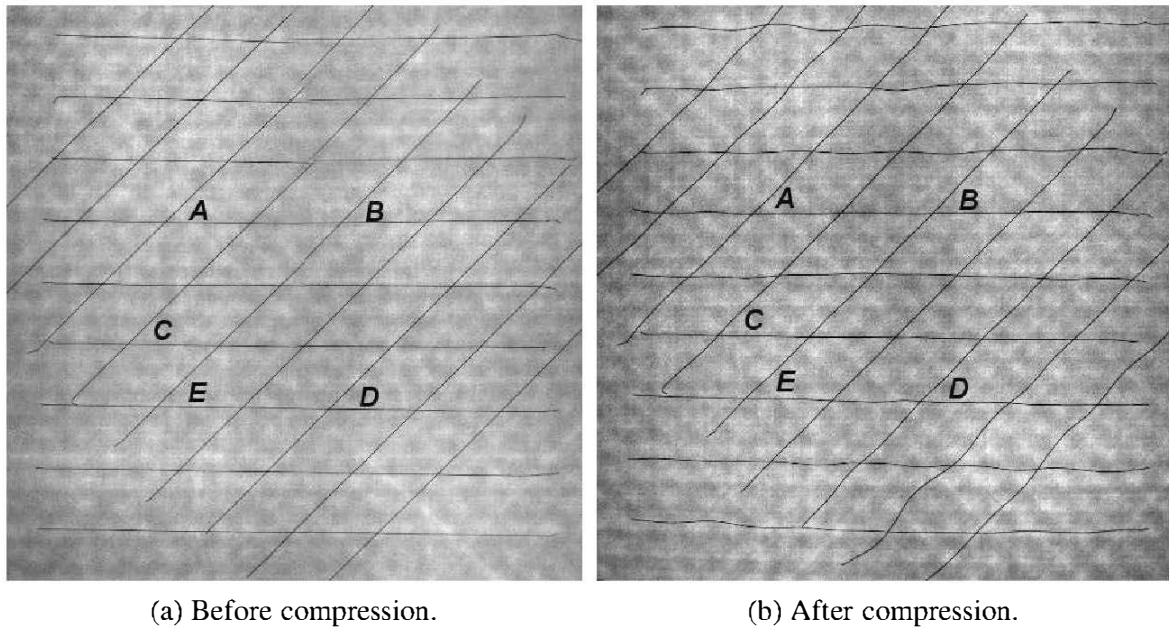 A B
C
E D
(a) Before compression.
A B
C
E D
(b) After compression.